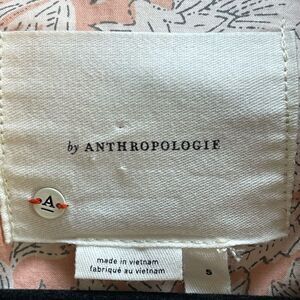 by ANTHROPOLOGIE
A
made in vietnam
fabriqué au vietnam
S